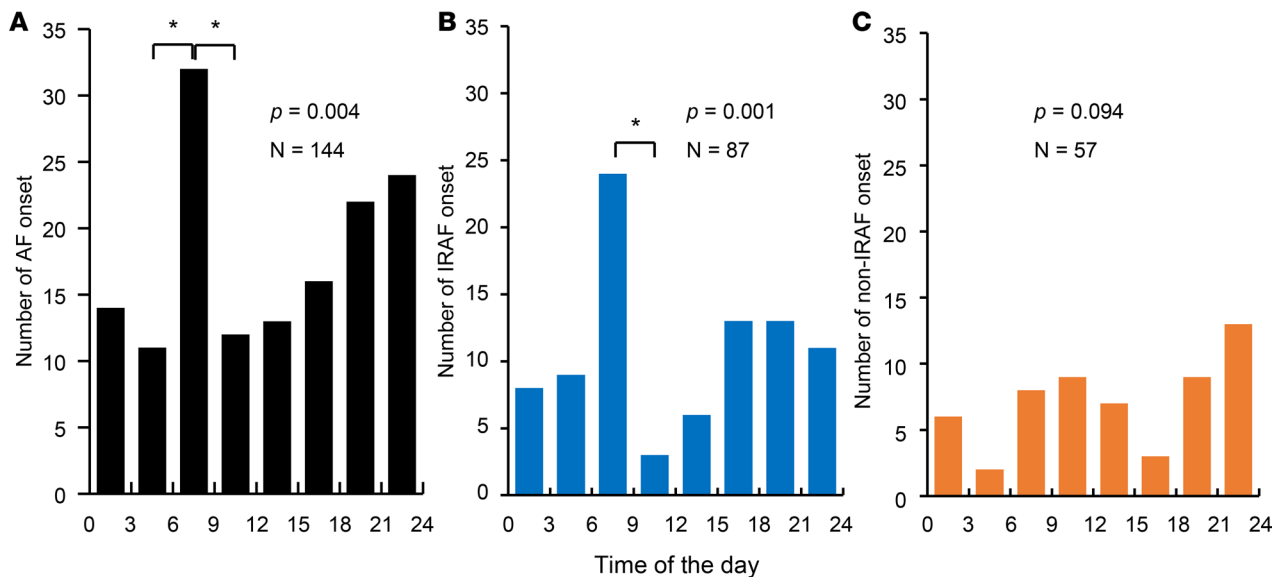 A
Number of AF onset
35
30
25
20
15
10
5
0
* *
p = 0.004
N = 144
0 3 6 9 12 15 18 21 24
B
Number of IRAF onset
35
30
25
20
15
10
5
0
*
p = 0.001
N = 87
0 3 6 9 12 15 18 21 24
C
Number of non-IRAF onset
35
30
25
20
15
10
5
0
p = 0.094
N = 57
0 3 6 9 12 15 18 21 24
Time of the day